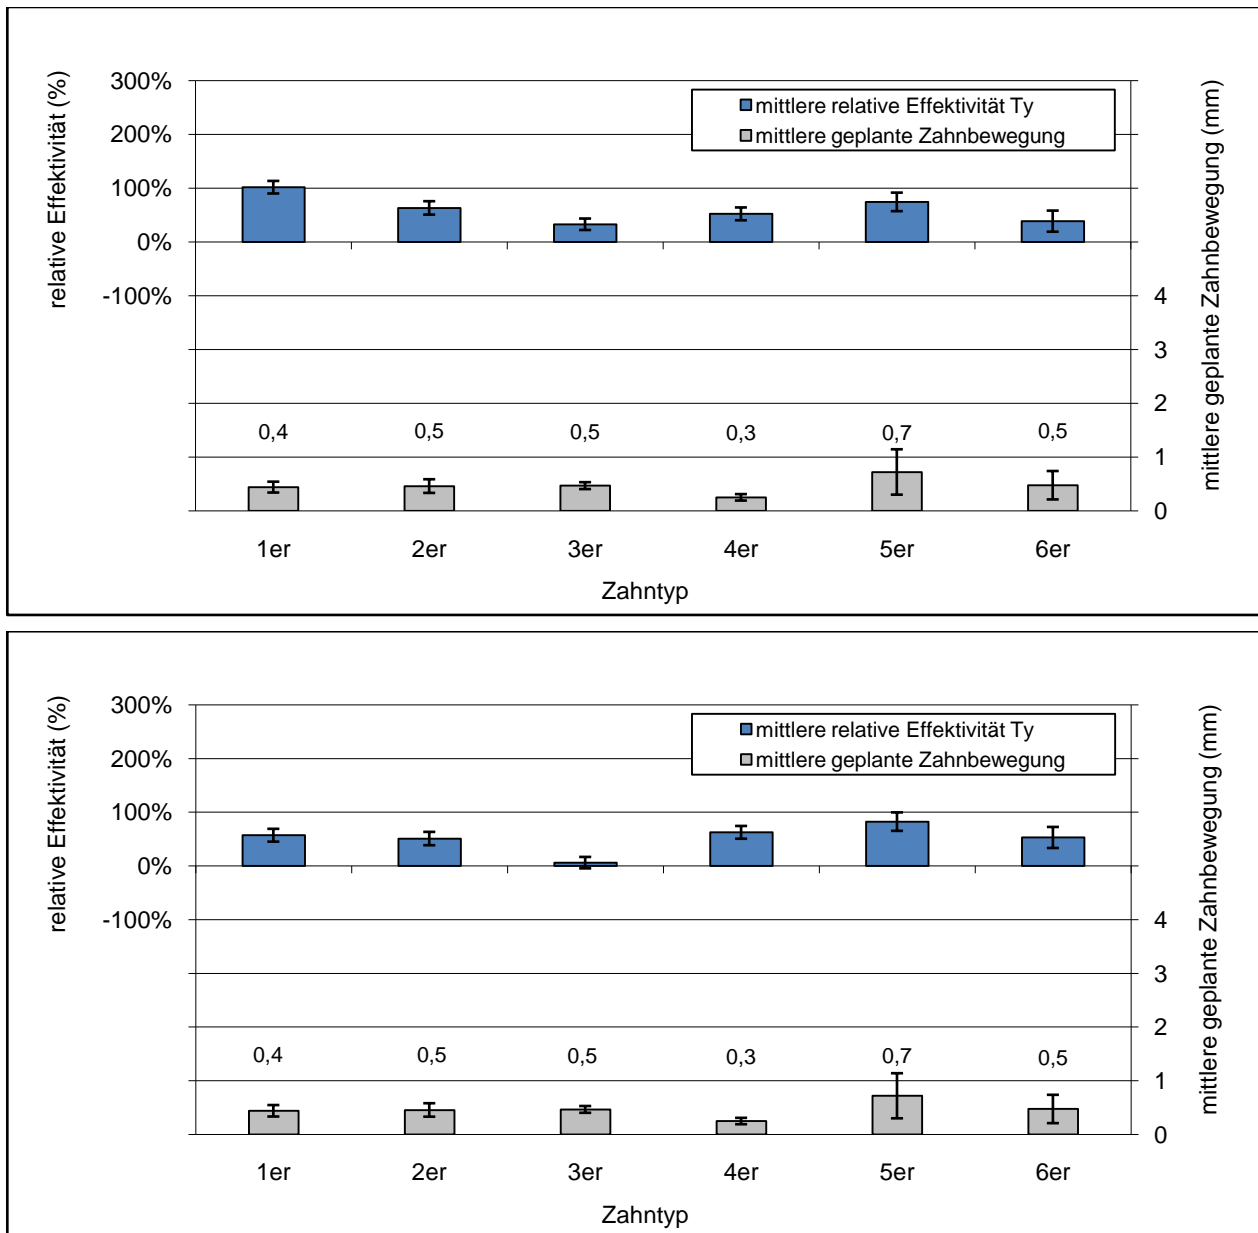 relative Effektivität (%)
300%
200%
100%
0%
-100%
mittlere relative Effektivität Ty
mittlere geplante Zahnbewegung
mittlere geplante Zahnbewegung (mm)
4
3
2
1
0
0,4 0,5 0,5 0,3 0,7 0,5
1er 2er 3er 4er 5er 6er
Zahntyp
relative Effektivität (%)
300%
200%
100%
0%
-100%
mittlere relative Effektivität Ty
mittlere geplante Zahnbewegung
mittlere geplante Zahnbewegung (mm)
4
3
2
1
0
0,4 0,5 0,5 0,3 0,7 0,5
1er 2er 3er 4er 5er 6er
Zahntyp